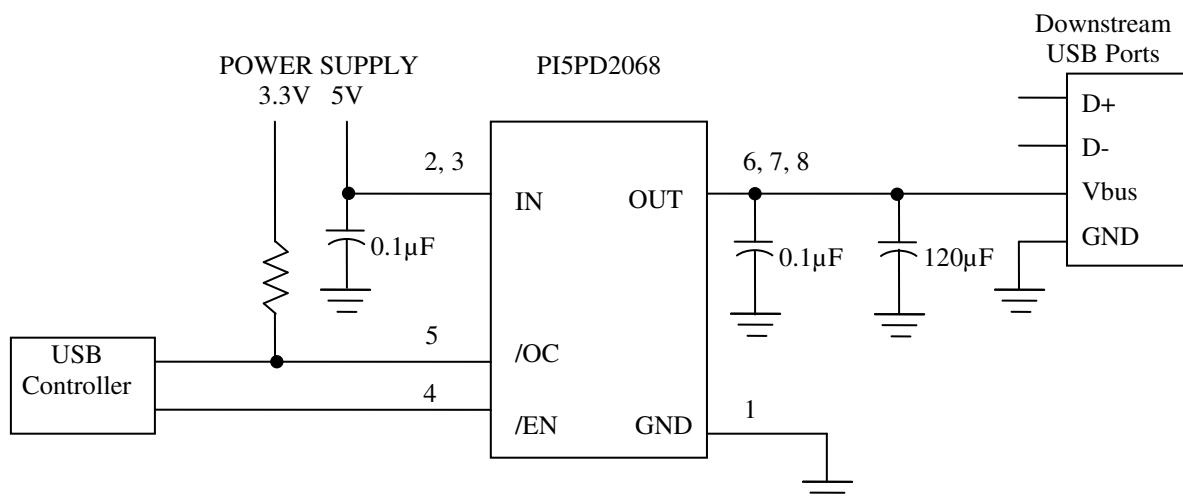 Downstream
USB Ports
POWER SUPPLY
3.3V 5V
PI5PD2068
D+
D-
2, 3
6, 7, 8
IN
OUT
Vbus
0.1µF
0.1µF
120µF
GND
5
USB
Controller
/OC
4
1
/EN
GND